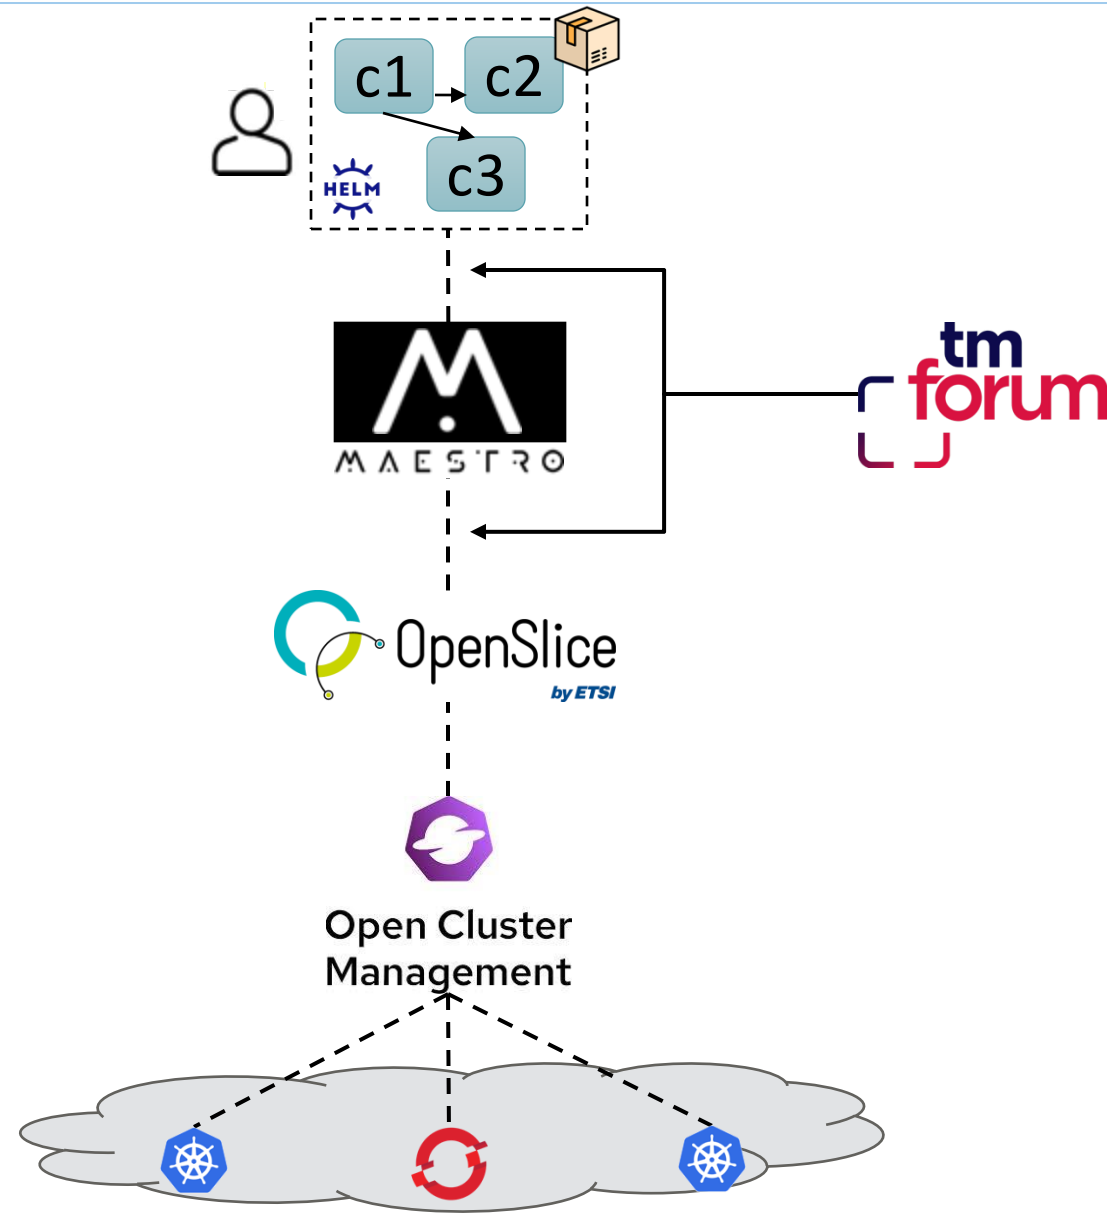 c1
c2
c3
HELM
MAESTRO
tm
forum
OpenSlice
by ETSI
Open Cluster
Management